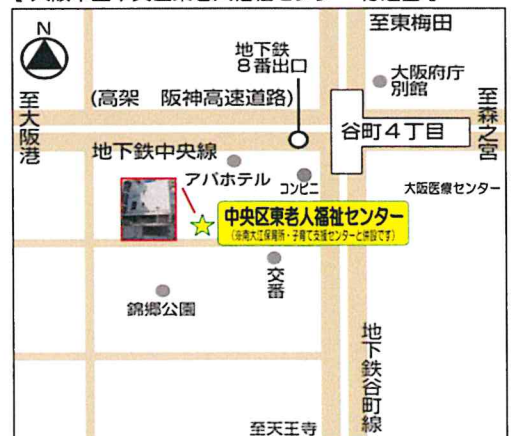 N
至東梅田
地下鉄
8番出口
大阪府庁
別館
(高架 阪神高速道路)
至大阪港
谷町4丁目
至森之宮
地下鉄中央線
アパホテル
コンビニ
大阪医療センター
中央区東老人福祉センター
(※南大江保育所・子育て支援センターと併設です)
交番
錦郷公園
地下鉄谷町線
至天王寺